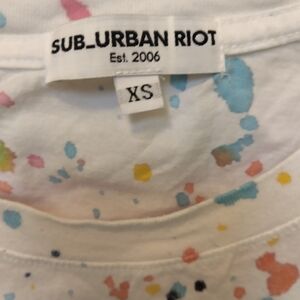 SUB_URBAN RIOT
Est. 2006
XS